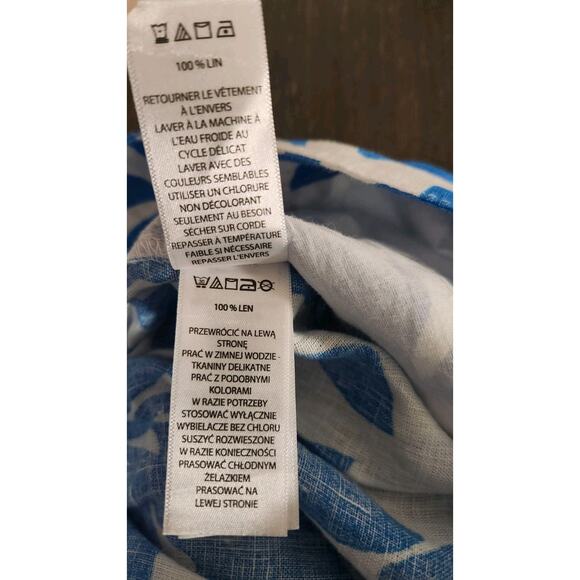 100 % LIN
RETOURNER LE VÊTEMENT
À L'ENVERS
LAVER À LA MACHINE À
L'EAU FROIDE AU
CYCLE DÉLICAT
LAVER AVEC DES
COULEURS SEMBLABLES
UTILISER UN CHLORURE
NON DÉCOLORANT
SEULEMENT AU BESOIN
SÉCHER SUR CORDE
REPASSER À TEMPÉRATURE
FAIBLE SI NÉCESSAIRE
REPASSER L'ENVERS
100 % LEN
PRZEWRÓCIĆ NA LEWĄ
STRONĘ
PRAĆ W ZIMNEJ WODZIE -
TKANINY DELIKATNE
PRAĆ Z PODOBNYMI
KOLORAMI
W RAZIE POTRZEBY
STOSOWAĆ WYŁĄCZNIE
WYBIELACZE BEZ CHLORU
SUSZYĆ ROZWIESZONE
W RAZIE KONIECZNOŚCI
PRASOWAĆ CHŁODNYM
ŻELAZKIEM
PRASOWAĆ NA
LEWEJ STRONIE